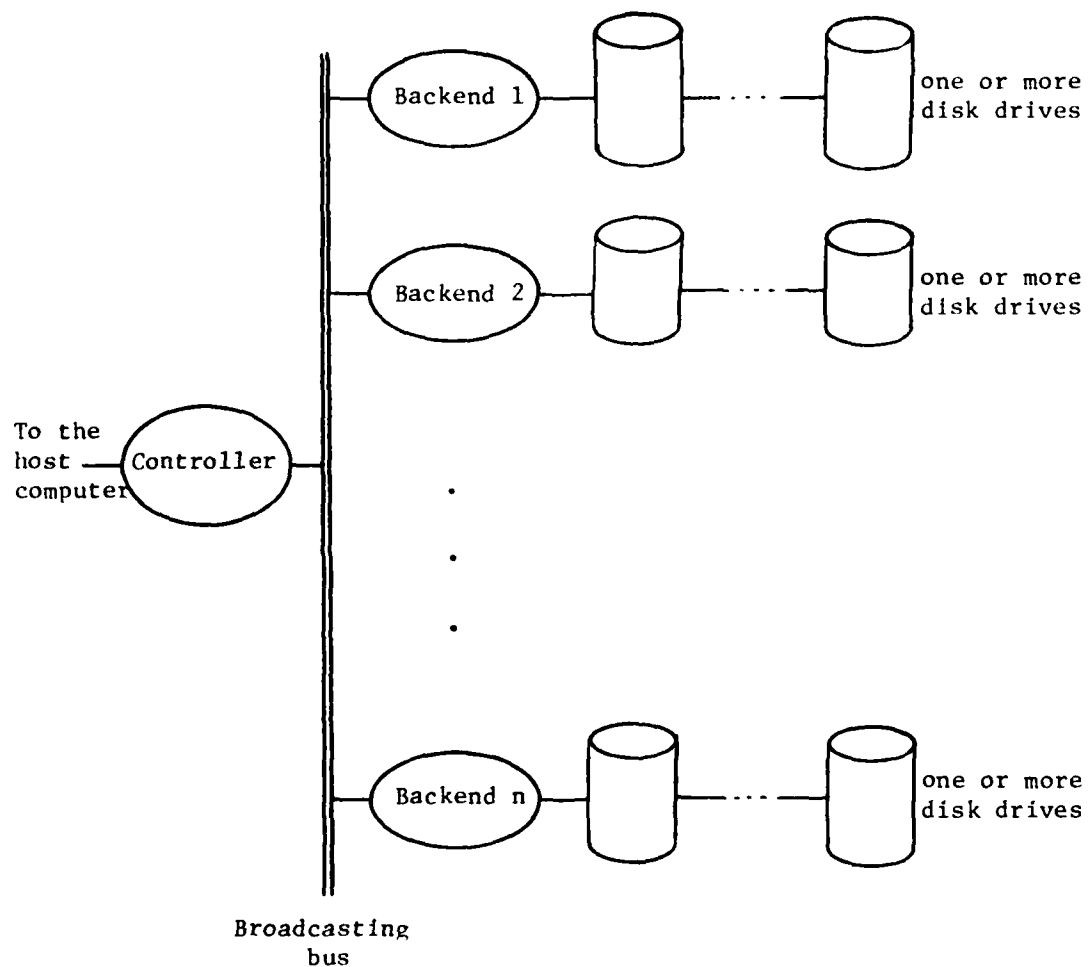 Backend 1
one or more
disk drives
Backend 2
one or more
disk drives
To the
host
computer
Controller
Backend n
one or more
disk drives
Broadcasting
bus